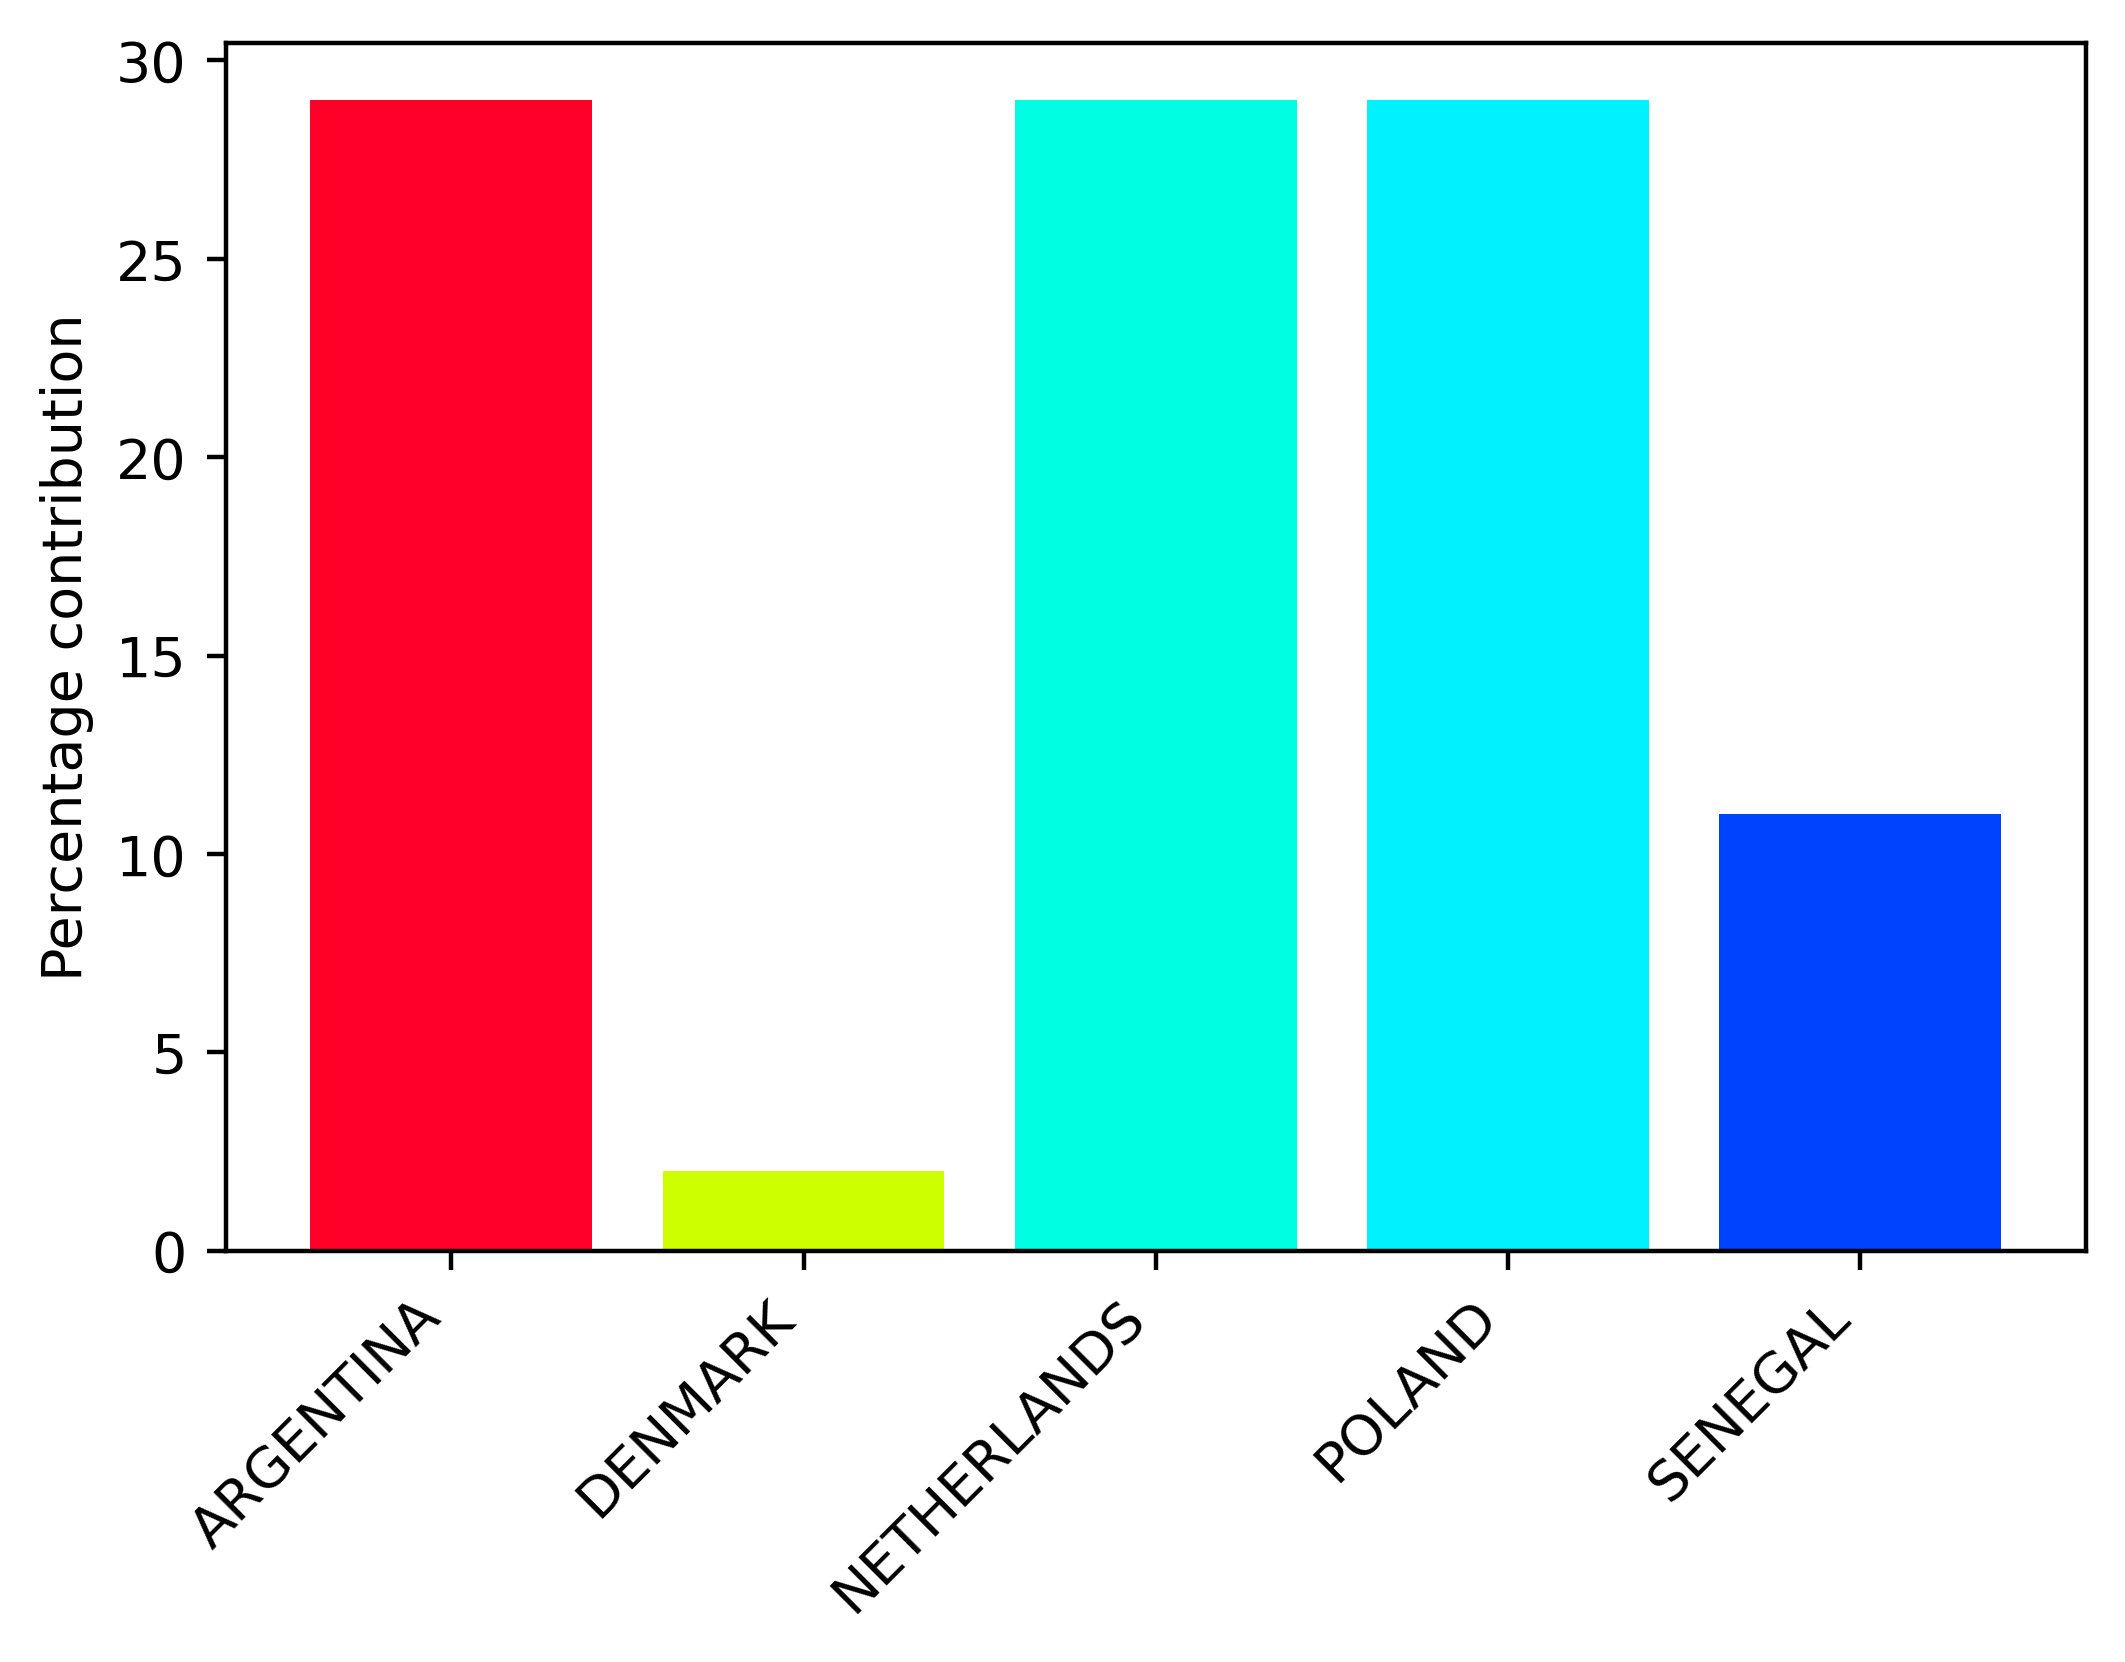 30
25
20
15
10
5
0
Percentage contribution
ARGENTINA
DENMARK
NETHERLANDS
POLAND
SENEGAL